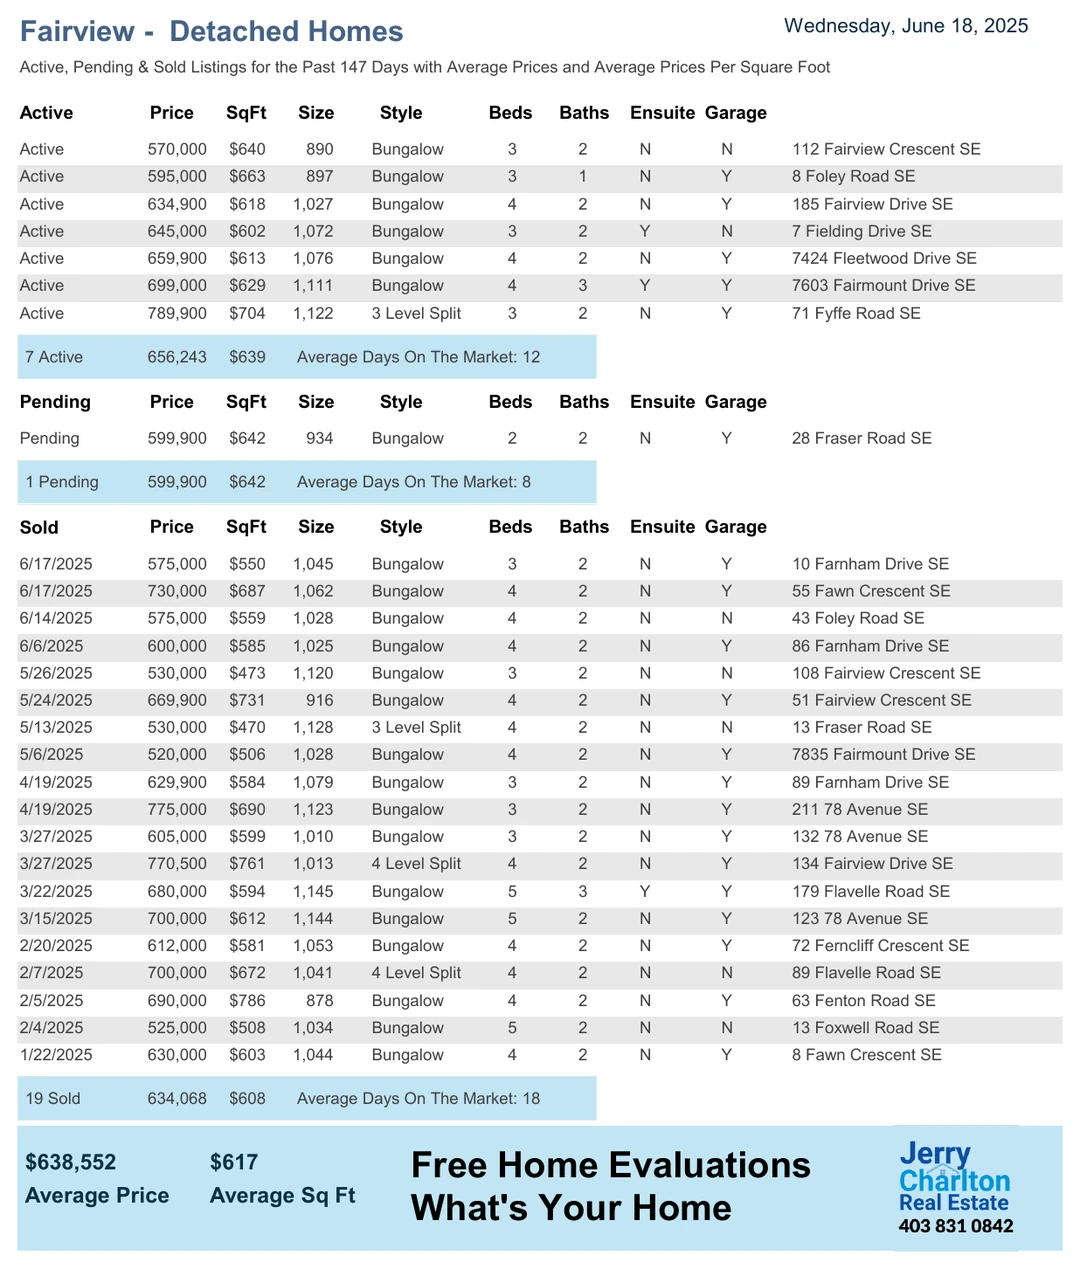 Fairview -  Detached Homes
Wednesday, June 18, 2025
Active, Pending & Sold Listings for the Past 147 Days with Average Prices and Average Prices Per Square Foot
Active Price SqFt Size Style Beds Baths Ensuite Garage
Active 570,000 $640 890 Bungalow 3 2 N N 112 Fairview Crescent SE
Active 595,000 $663 897 Bungalow 3 1 N Y 8 Foley Road SE
Active 634,900 $618 1,027 Bungalow 4 2 N Y 185 Fairview Drive SE
Active 645,000 $602 1,072 Bungalow 3 2 Y N 7 Fielding Drive SE
Active 659,900 $613 1,076 Bungalow 4 2 N Y 7424 Fleetwood Drive SE
Active 699,000 $629 1,111 Bungalow 4 3 Y Y 7603 Fairmount Drive SE
Active 789,900 $704 1,122 3 Level Split 3 2 N Y 71 Fyffe Road SE
7 Active 656,243 $639 Average Days On The Market: 12
Pending Price SqFt Size Style Beds Baths Ensuite Garage
Pending 599,900 $642 934 Bungalow 2 2 N Y 28 Fraser Road SE
1 Pending 599,900 $642 Average Days On The Market: 8
Sold Price SqFt Size Style Beds Baths Ensuite Garage
6/17/2025 575,000 $550 1,045 Bungalow 3 2 N Y 10 Farnham Drive SE
6/17/2025 730,000 $687 1,062 Bungalow 4 2 N Y 55 Fawn Crescent SE
6/14/2025 575,000 $559 1,028 Bungalow 4 2 N N 43 Foley Road SE
6/6/2025 600,000 $585 1,025 Bungalow 4 2 N Y 86 Farnham Drive SE
5/26/2025 530,000 $473 1,120 Bungalow 3 2 N N 108 Fairview Crescent SE
5/24/2025 669,900 $731 916 Bungalow 4 2 N Y 51 Fairview Crescent SE
5/13/2025 530,000 $470 1,128 3 Level Split 4 2 N N 13 Fraser Road SE
5/6/2025 520,000 $506 1,028 Bungalow 4 2 N Y 7835 Fairmount Drive SE
4/19/2025 629,900 $584 1,079 Bungalow 3 2 N Y 89 Farnham Drive SE
4/19/2025 775,000 $690 1,123 Bungalow 3 2 N Y 211 78 Avenue SE
3/27/2025 605,000 $599 1,010 Bungalow 3 2 N Y 132 78 Avenue SE
3/27/2025 770,500 $761 1,013 4 Level Split 4 2 N Y 134 Fairview Drive SE
3/22/2025 680,000 $594 1,145 Bungalow 5 3 Y Y 179 Flavelle Road SE
3/15/2025 700,000 $612 1,144 Bungalow 5 2 N Y 123 78 Avenue SE
2/20/2025 612,000 $581 1,053 Bungalow 4 2 N Y 72 Ferncliff Crescent SE
2/7/2025 700,000 $672 1,041 4 Level Split 4 2 N N 89 Flavelle Road SE
2/5/2025 690,000 $786 878 Bungalow 4 2 N Y 63 Fenton Road SE
2/4/2025 525,000 $508 1,034 Bungalow 5 2 N N 13 Foxwell Road SE
1/22/2025 630,000 $603 1,044 Bungalow 4 2 N Y 8 Fawn Crescent SE
19 Sold 634,068 $608 Average Days On The Market: 18
$638,552 $617
Average Price Average Sq Ft
Free Home Evaluations
What's Your Home
Jerry
Charlton
Real Estate
403 831 0842